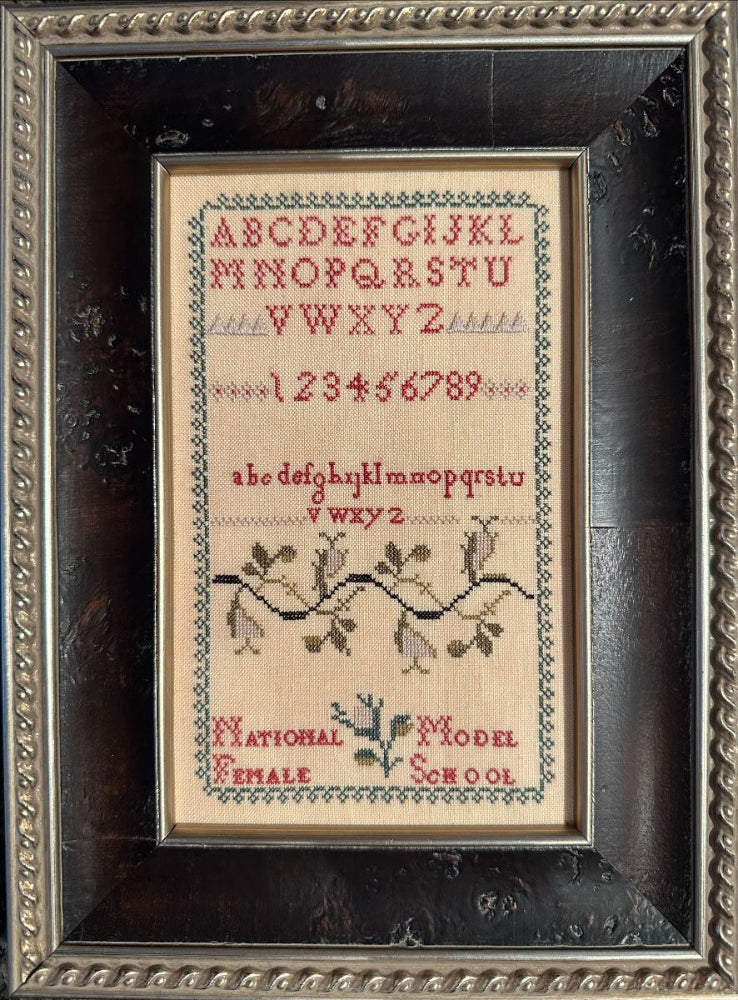 ABCDEFGIJKL
MNOPQRSTU
VWXYZ
123456789
abcdefghijklmnopqrstu
vwxyz
NATIONAL MODEL
FEMALE SCHOOL